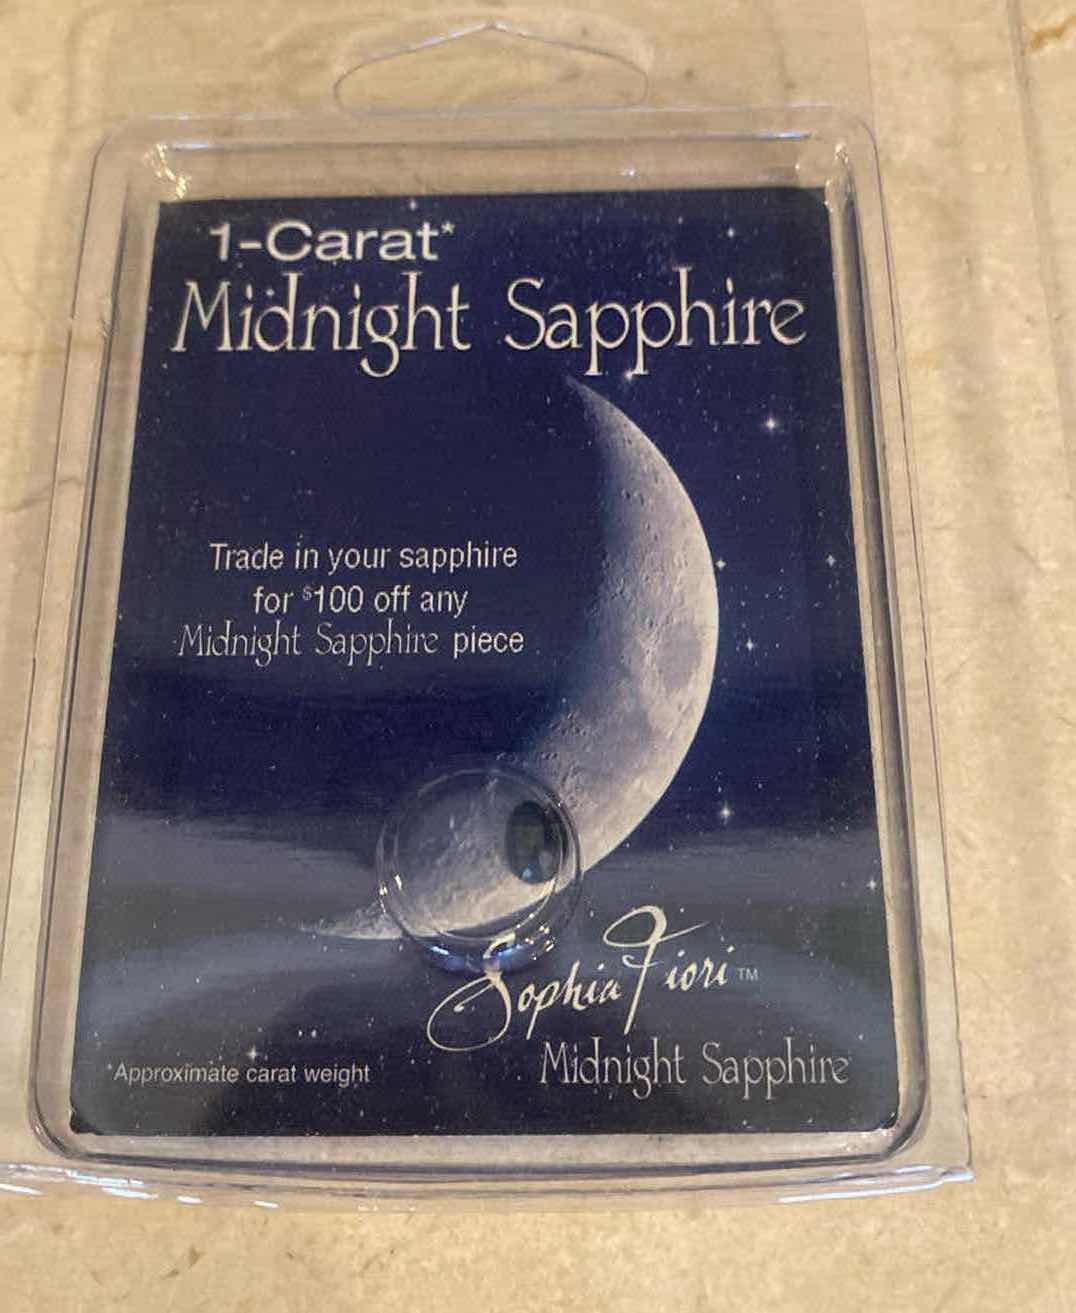 1-Carat*
Midnight Sapphire
Trade in your sapphire
for $100 off any
Midnight Sapphire piece
Sophia Fiori™
Midnight Sapphire
*Approximate carat weight